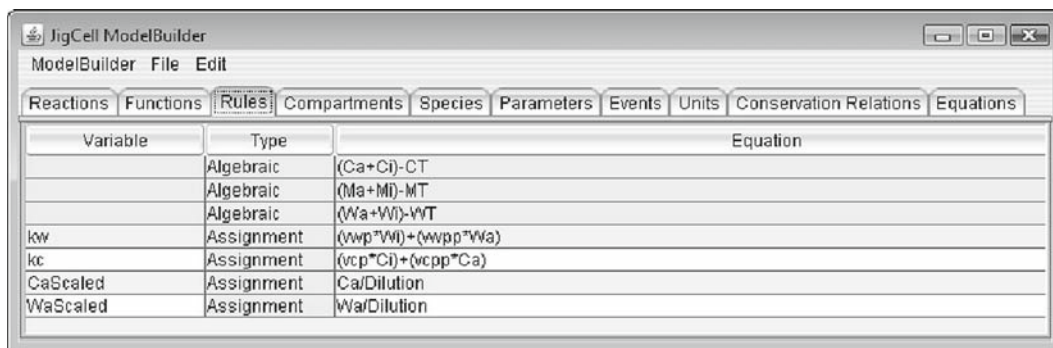 JigCell ModelBuilder
ModelBuilder File Edit
Reactions Functions Rules Compartments Species Parameters Events Units Conservation Relations Equations
Variable Type Equation
Algebraic (Ca+Ci)-CT
Algebraic (Ma+Mi)-MT
Algebraic (Wa+Wi)-WT
kw Assignment (vwp*Wi)+(vwpp*Wa)
kc Assignment (vcp*Ci)+(vcpp*Ca)
CaScaled Assignment Ca/Dilution
WaScaled Assignment Wa/Dilution